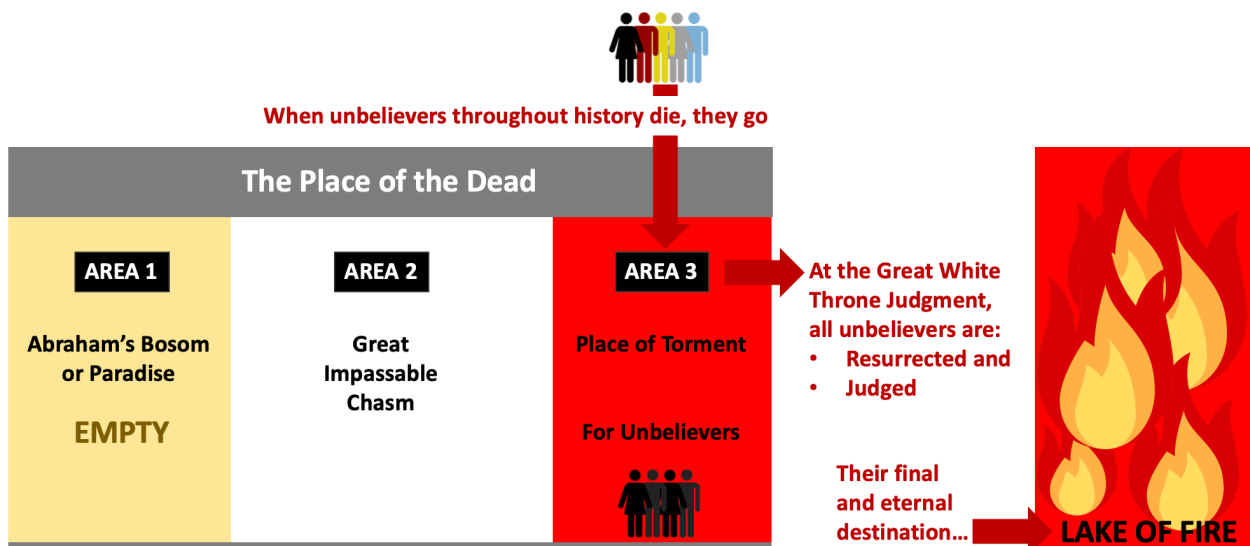 When unbelievers throughout history die, they go
The Place of the Dead
AREA 1
Abraham's Bosom
or Paradise
EMPTY
AREA 2
Great
Impassable
Chasm
AREA 3
Place of Torment
For Unbelievers
At the Great White
Throne Judgment,
all unbelievers are:
• Resurrected and
• Judged
Their final
and eternal
destination…
LAKE OF FIRE